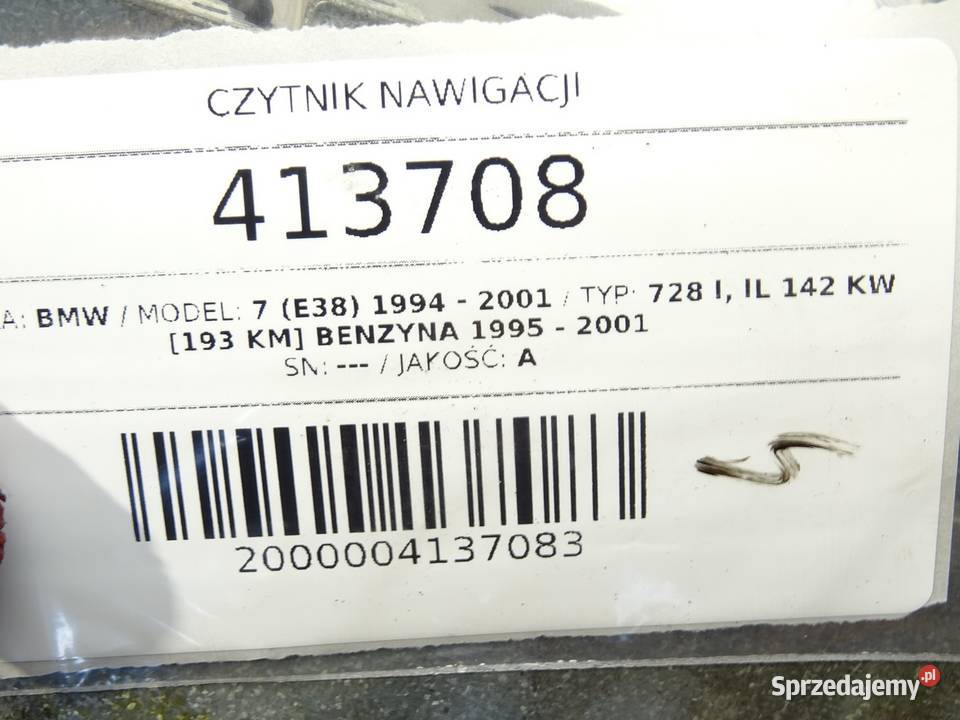 CZYTNIK NAWIGACJI
413708
A: BMW / MODEL: 7 (E38) 1994 - 2001 / TYP: 728 I, IL 142 KW
[193 KM] BENZYNA 1995 - 2001
SN: --- / JAKOŚĆ: A
2000004137083
Sprzedajemy.pl